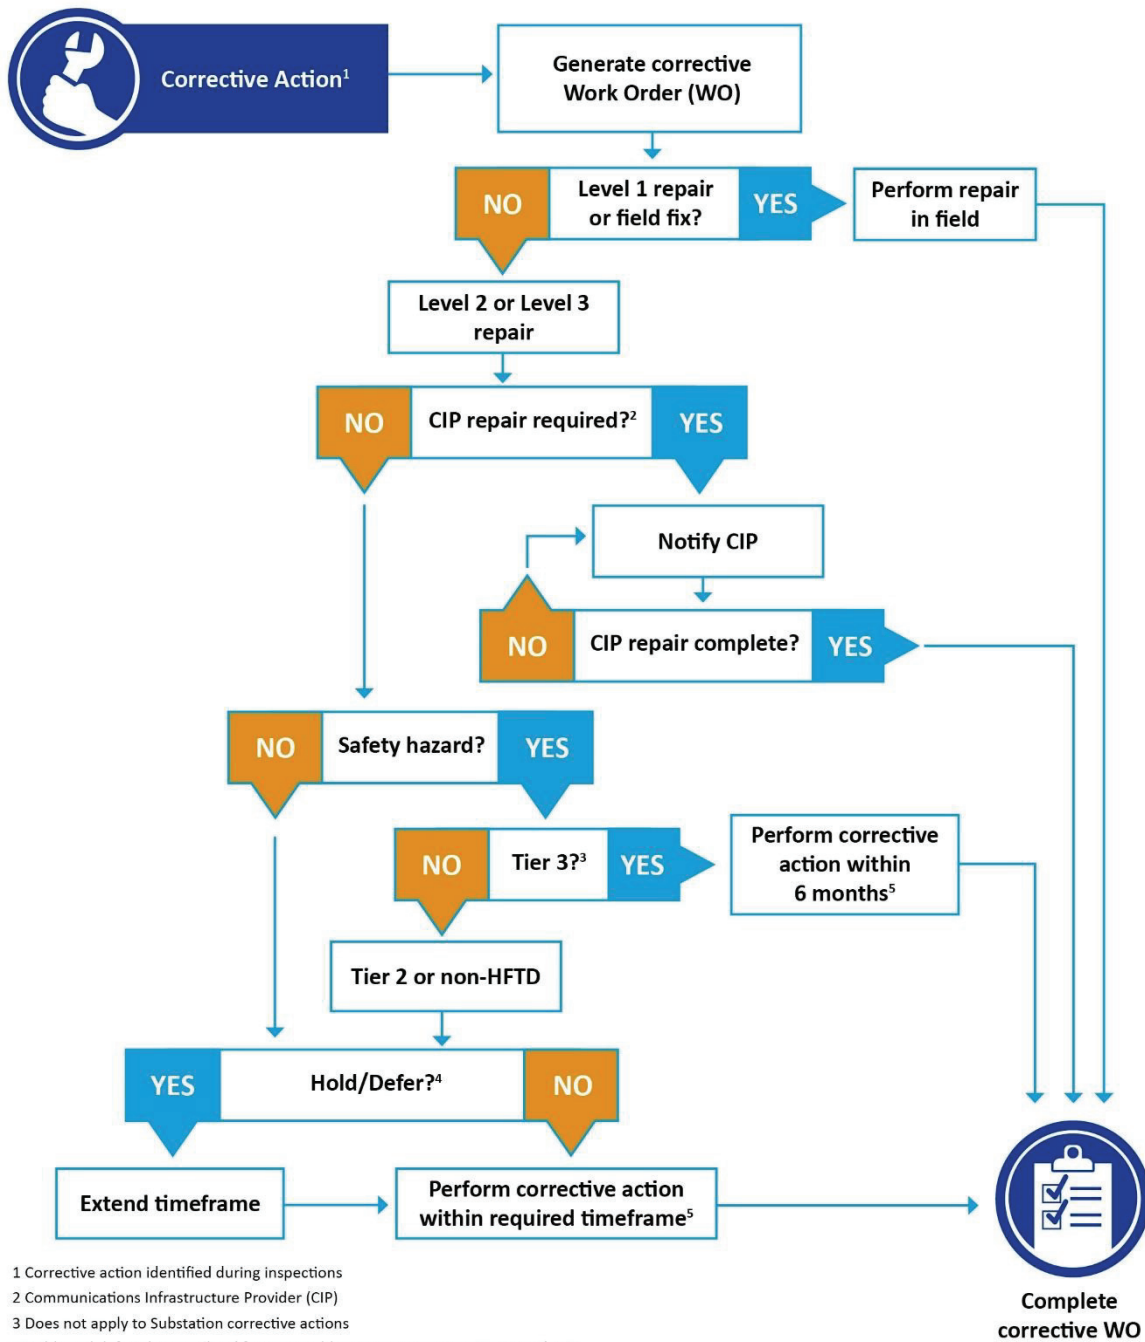 Corrective Action¹
Generate corrective
Work Order (WO)
NO
Level 1 repair
or field fix?
YES
Perform repair
in field
Level 2 or Level 3
repair
NO
CIP repair required?²
YES
Notify CIP
NO
CIP repair complete?
YES
NO
Safety hazard?
YES
NO
Tier 3?³
YES
Perform corrective
action within
6 months⁵
Tier 2 or non-HFTD
YES
Hold/Defer?⁴
NO
Extend timeframe
Perform corrective action
within required timeframe⁵
Complete
corrective WO
1 Corrective action identified during inspections
2 Communications Infrastructure Provider (CIP)
3 Does not apply to Substation corrective actions